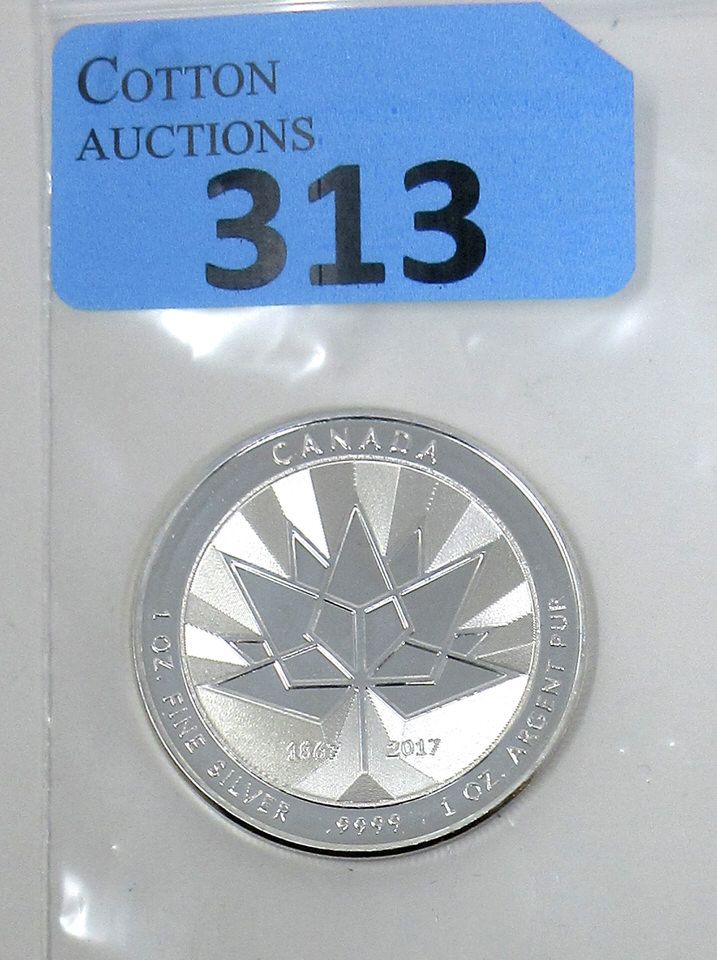 COTTON
AUCTIONS
313
CANADA
1867 2017
1 OZ. FINE SILVER 9999 1 OZ. ARGENT PUR